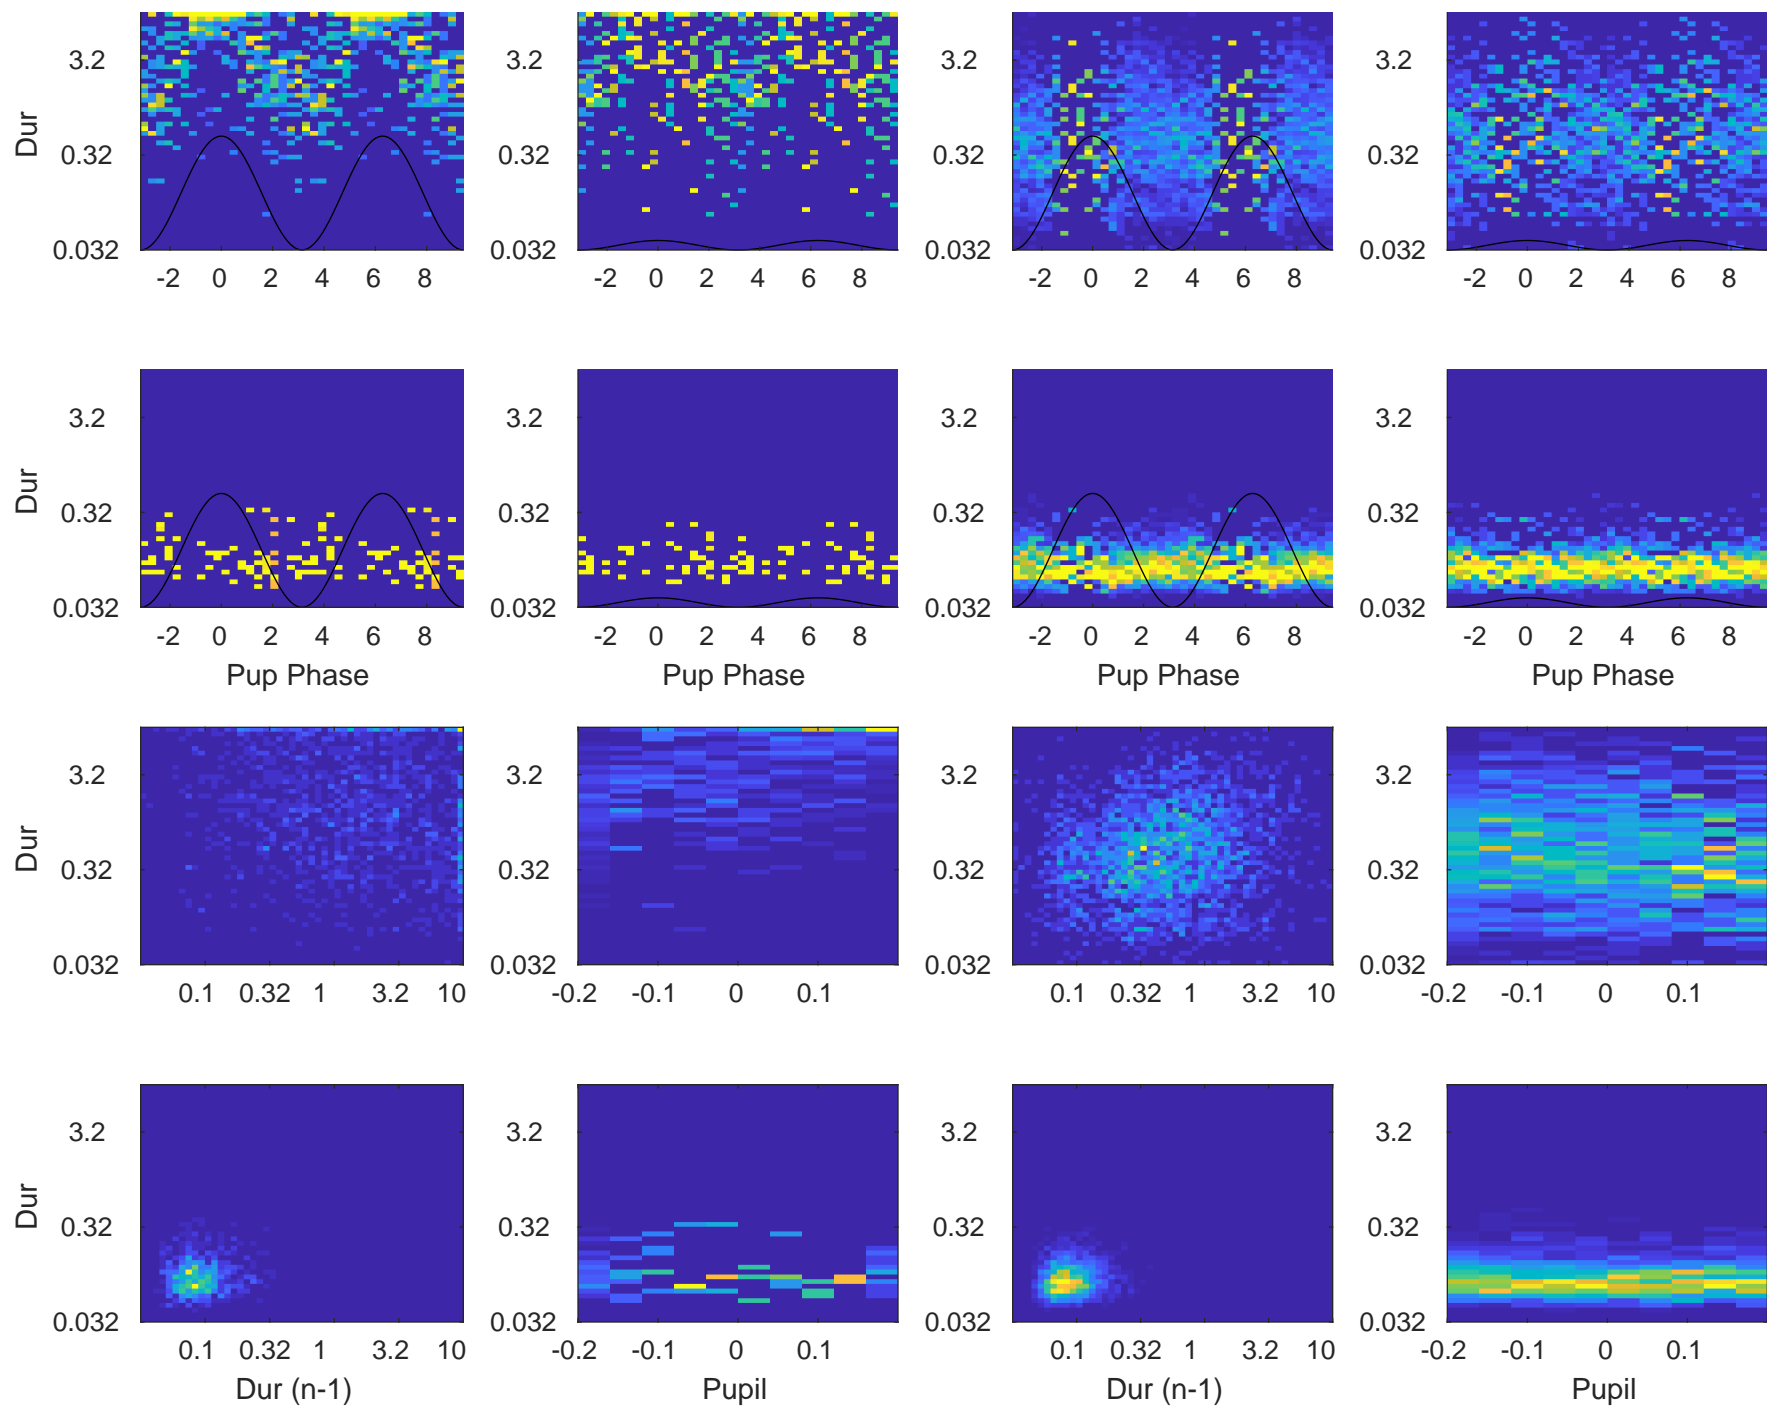 3.2 3.2 3.2 3.2
Dur
0.32 0.32 0.32 0.32
0.032 0.032 0.032 0.032
-2 0 2 4 6 8 -2 0 2 4 6 8 -2 0 2 4 6 8 -2 0 2 4 6 8
3.2 3.2 3.2 3.2
Dur
0.32 0.32 0.32 0.32
0.032 0.032 0.032 0.032
-2 0 2 4 6 8 -2 0 2 4 6 8 -2 0 2 4 6 8 -2 0 2 4 6 8
Pup Phase Pup Phase Pup Phase Pup Phase
3.2 3.2 3.2 3.2
Dur
0.32 0.32 0.32 0.32
0.032 0.032 0.032 0.032
0.1 0.32 1 3.2 10 -0.2 -0.1 0 0.1 0.1 0.32 1 3.2 10 -0.2 -0.1 0 0.1
3.2 3.2 3.2 3.2
Dur
0.32 0.32 0.32 0.32
0.032 0.032 0.032 0.032
0.1 0.32 1 3.2 10 -0.2 -0.1 0 0.1 0.1 0.32 1 3.2 10 -0.2 -0.1 0 0.1
Dur (n-1) Pupil Dur (n-1) Pupil